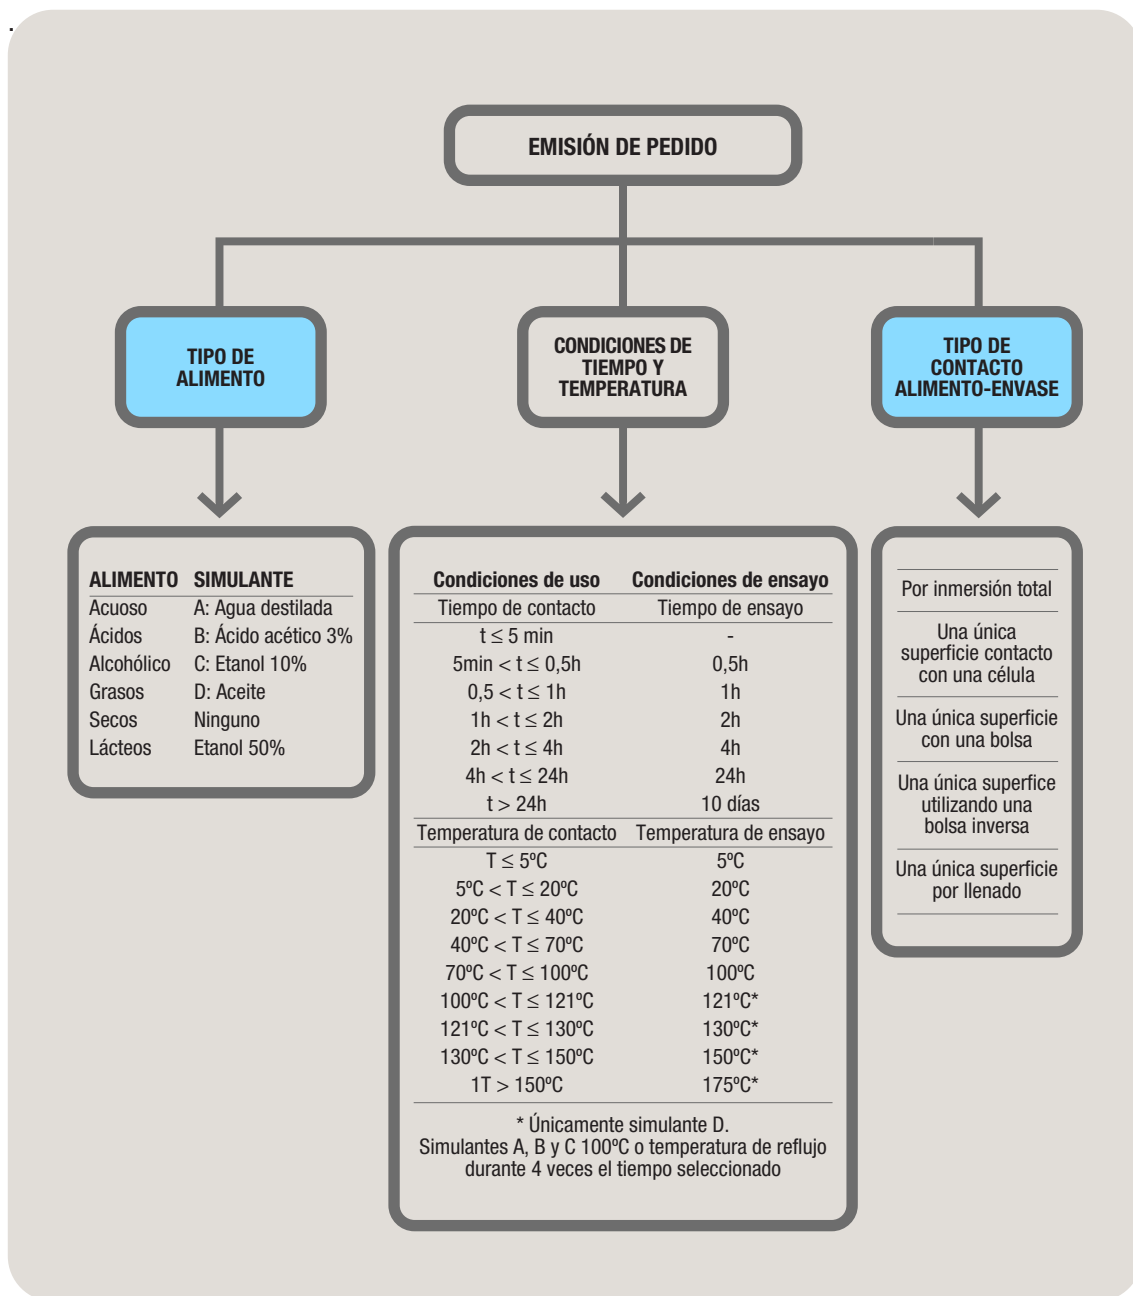 .
EMISIÓN DE PEDIDO
TIPO DE
ALIMENTO
CONDICIONES DE
TIEMPO Y
TEMPERATURA
TIPO DE
CONTACTO
ALIMENTO-ENVASE
ALIMENTO SIMULANTE
Acuoso A: Agua destilada
Ácidos B: Ácido acético 3%
Alcohólico C: Etanol 10%
Grasos D: Aceite
Secos Ninguno
Lácteos Etanol 50%
Condiciones de uso Condiciones de ensayo
Tiempo de contacto Tiempo de ensayo
t ≤ 5 min -
5min < t ≤ 0,5h 0,5h
0,5 < t ≤ 1h 1h
1h < t ≤ 2h 2h
2h < t ≤ 4h 4h
4h < t ≤ 24h 24h
t > 24h 10 días
Temperatura de contacto Temperatura de ensayo
T ≤ 5ºC 5ºC
5ºC < T ≤ 20ºC 20ºC
20ºC < T ≤ 40ºC 40ºC
40ºC < T ≤ 70ºC 70ºC
70ºC < T ≤ 100ºC 100ºC
100ºC < T ≤ 121ºC 121ºC*
121ºC < T ≤ 130ºC 130ºC*
130ºC < T ≤ 150ºC 150ºC*
1T > 150ºC 175ºC*
* Únicamente simulante D.
Simulantes A, B y C 100ºC o temperatura de reflujo
durante 4 veces el tiempo seleccionado
Por inmersión total
Una única
superficie contacto
con una célula
Una única superficie
con una bolsa
Una única superfice
utilizando una
bolsa inversa
Una única superficie
por llenado